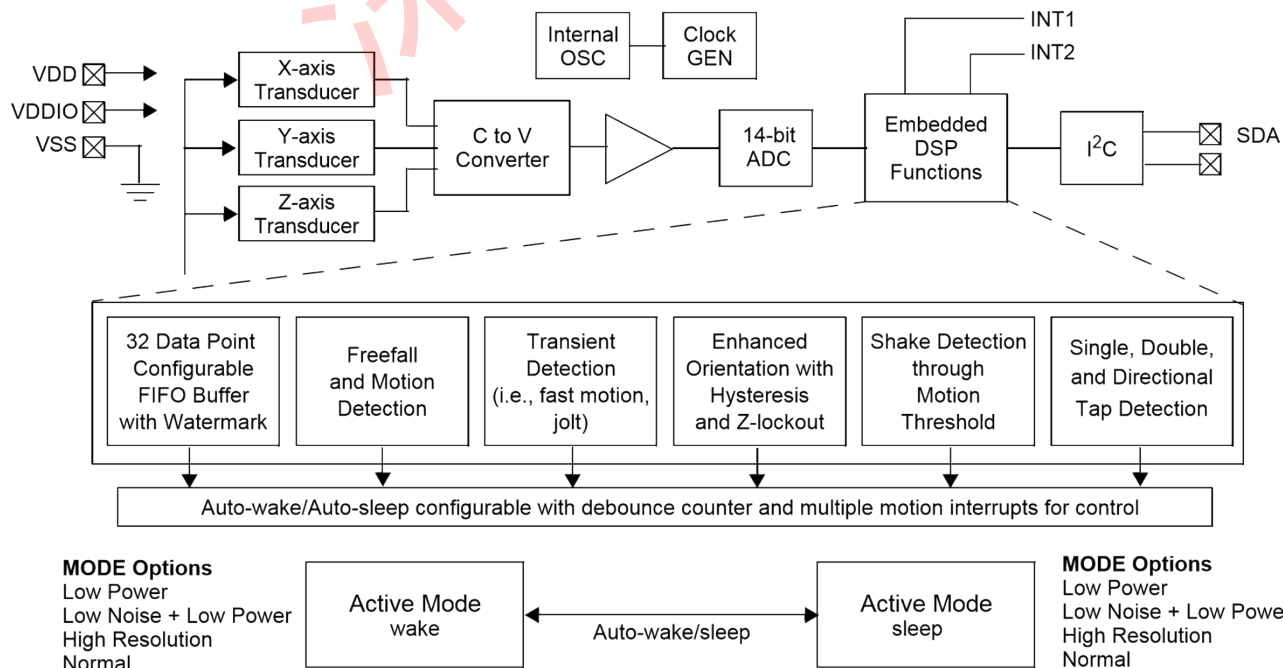 INT1
INT2
VDD
VDDIO
VSS
X-axis
Transducer
Y-axis
Transducer
Z-axis
Transducer
Internal
OSC
Clock
GEN
C to V
Converter
14-bit
ADC
Embedded
DSP
Functions
I²C
SDA
32 Data Point
Configurable
FIFO Buffer
with Watermark
Freefall
and Motion
Detection
Transient
Detection
(i.e., fast motion,
jolt)
Enhanced
Orientation with
Hysteresis
and Z-lockout
Shake Detection
through
Motion
Threshold
Single, Double,
and Directional
Tap Detection
Auto-wake/Auto-sleep configurable with debounce counter and multiple motion interrupts for control
MODE Options
Low Power
Low Noise + Low Power
High Resolution
Normal
Active Mode
wake
Auto-wake/sleep
Active Mode
sleep
MODE Options
Low Power
Low Noise + Low Powe
High Resolution
Normal